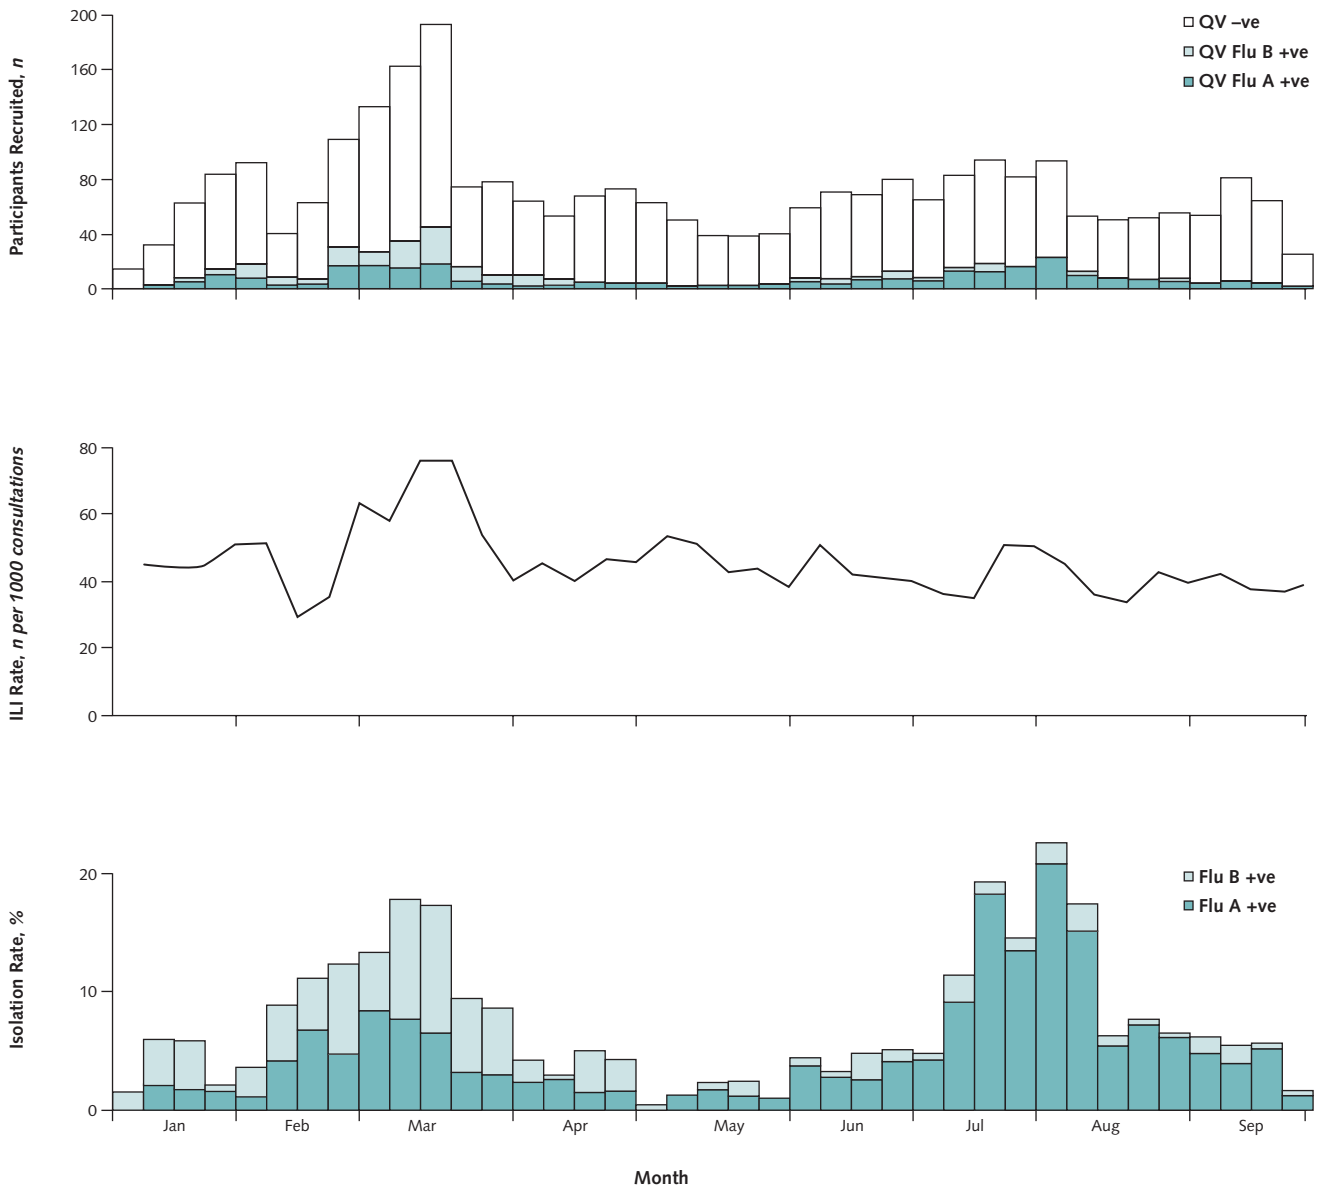 Participants Recruited, n
200
160
120
80
40
0
QV –ve
QV Flu B +ve
QV Flu A +ve
ILI Rate, n per 1000 consultations
80
60
40
20
0
Isolation Rate, %
20
10
0
Flu B +ve
Flu A +ve
Jan Feb Mar Apr May Jun Jul Aug Sep
Month